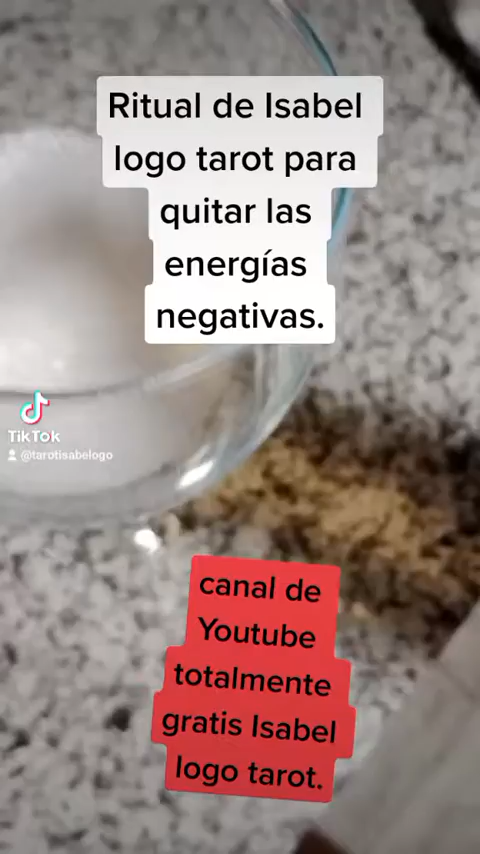 Ritual de Isabel
logo tarot para
quitar las
energías
negativas.
TikTok
@tarotisabelogo
canal de
Youtube
totalmente
gratis Isabel
logo tarot.